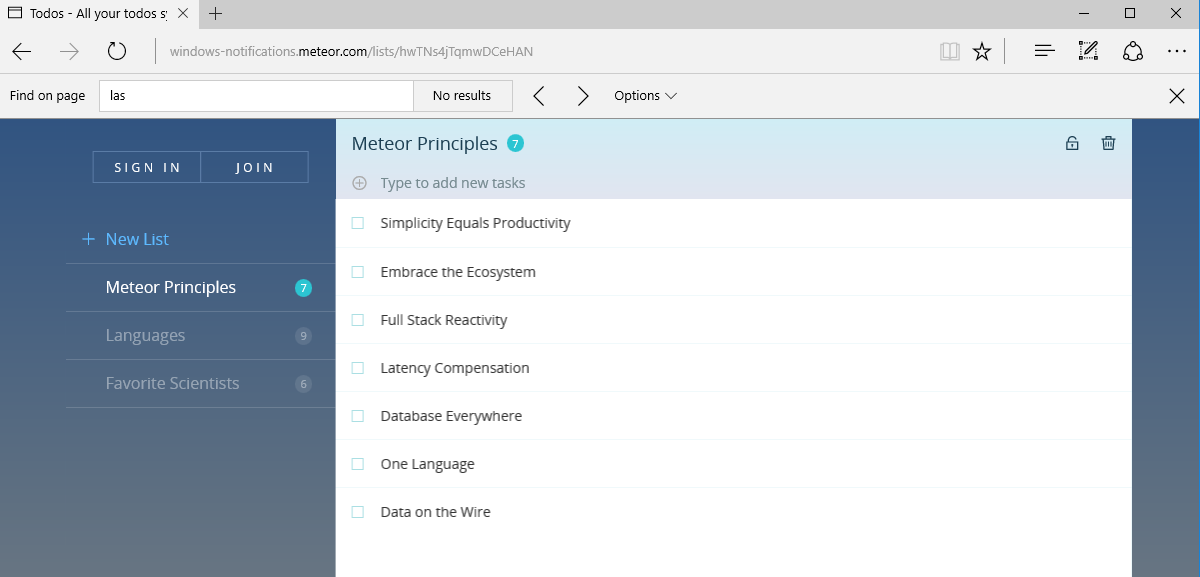 Todos - All your todos sy
windows-notifications.meteor.com/lists/hwTNs4jTqmwDCeHAN
Find on page las No results Options
SIGN IN JOIN
New List
Meteor Principles 7
Languages 9
Favorite Scientists 6
Meteor Principles 7
Type to add new tasks
Simplicity Equals Productivity
Embrace the Ecosystem
Full Stack Reactivity
Latency Compensation
Database Everywhere
One Language
Data on the Wire